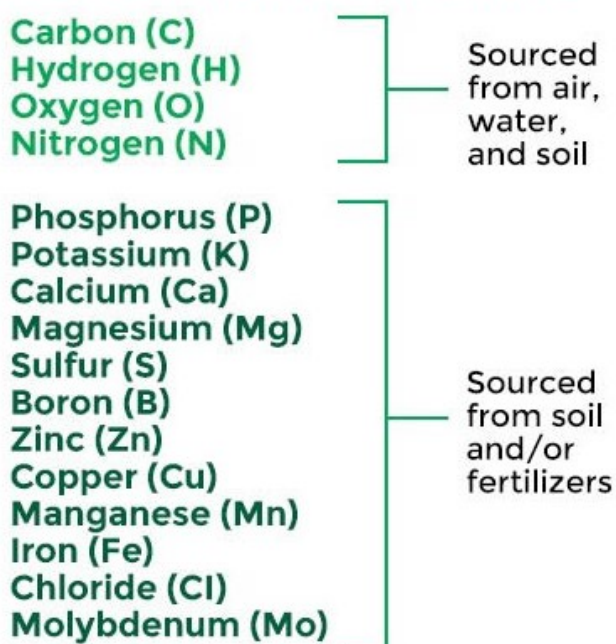 Carbon (C)
Hydrogen (H)
Oxygen (O)
Nitrogen (N)
Sourced
from air,
water,
and soil
Phosphorus (P)
Potassium (K)
Calcium (Ca)
Magnesium (Mg)
Sulfur (S)
Boron (B)
Zinc (Zn)
Copper (Cu)
Manganese (Mn)
Iron (Fe)
Chloride (Cl)
Molybdenum (Mo)
Sourced
from soil
and/or
fertilizers